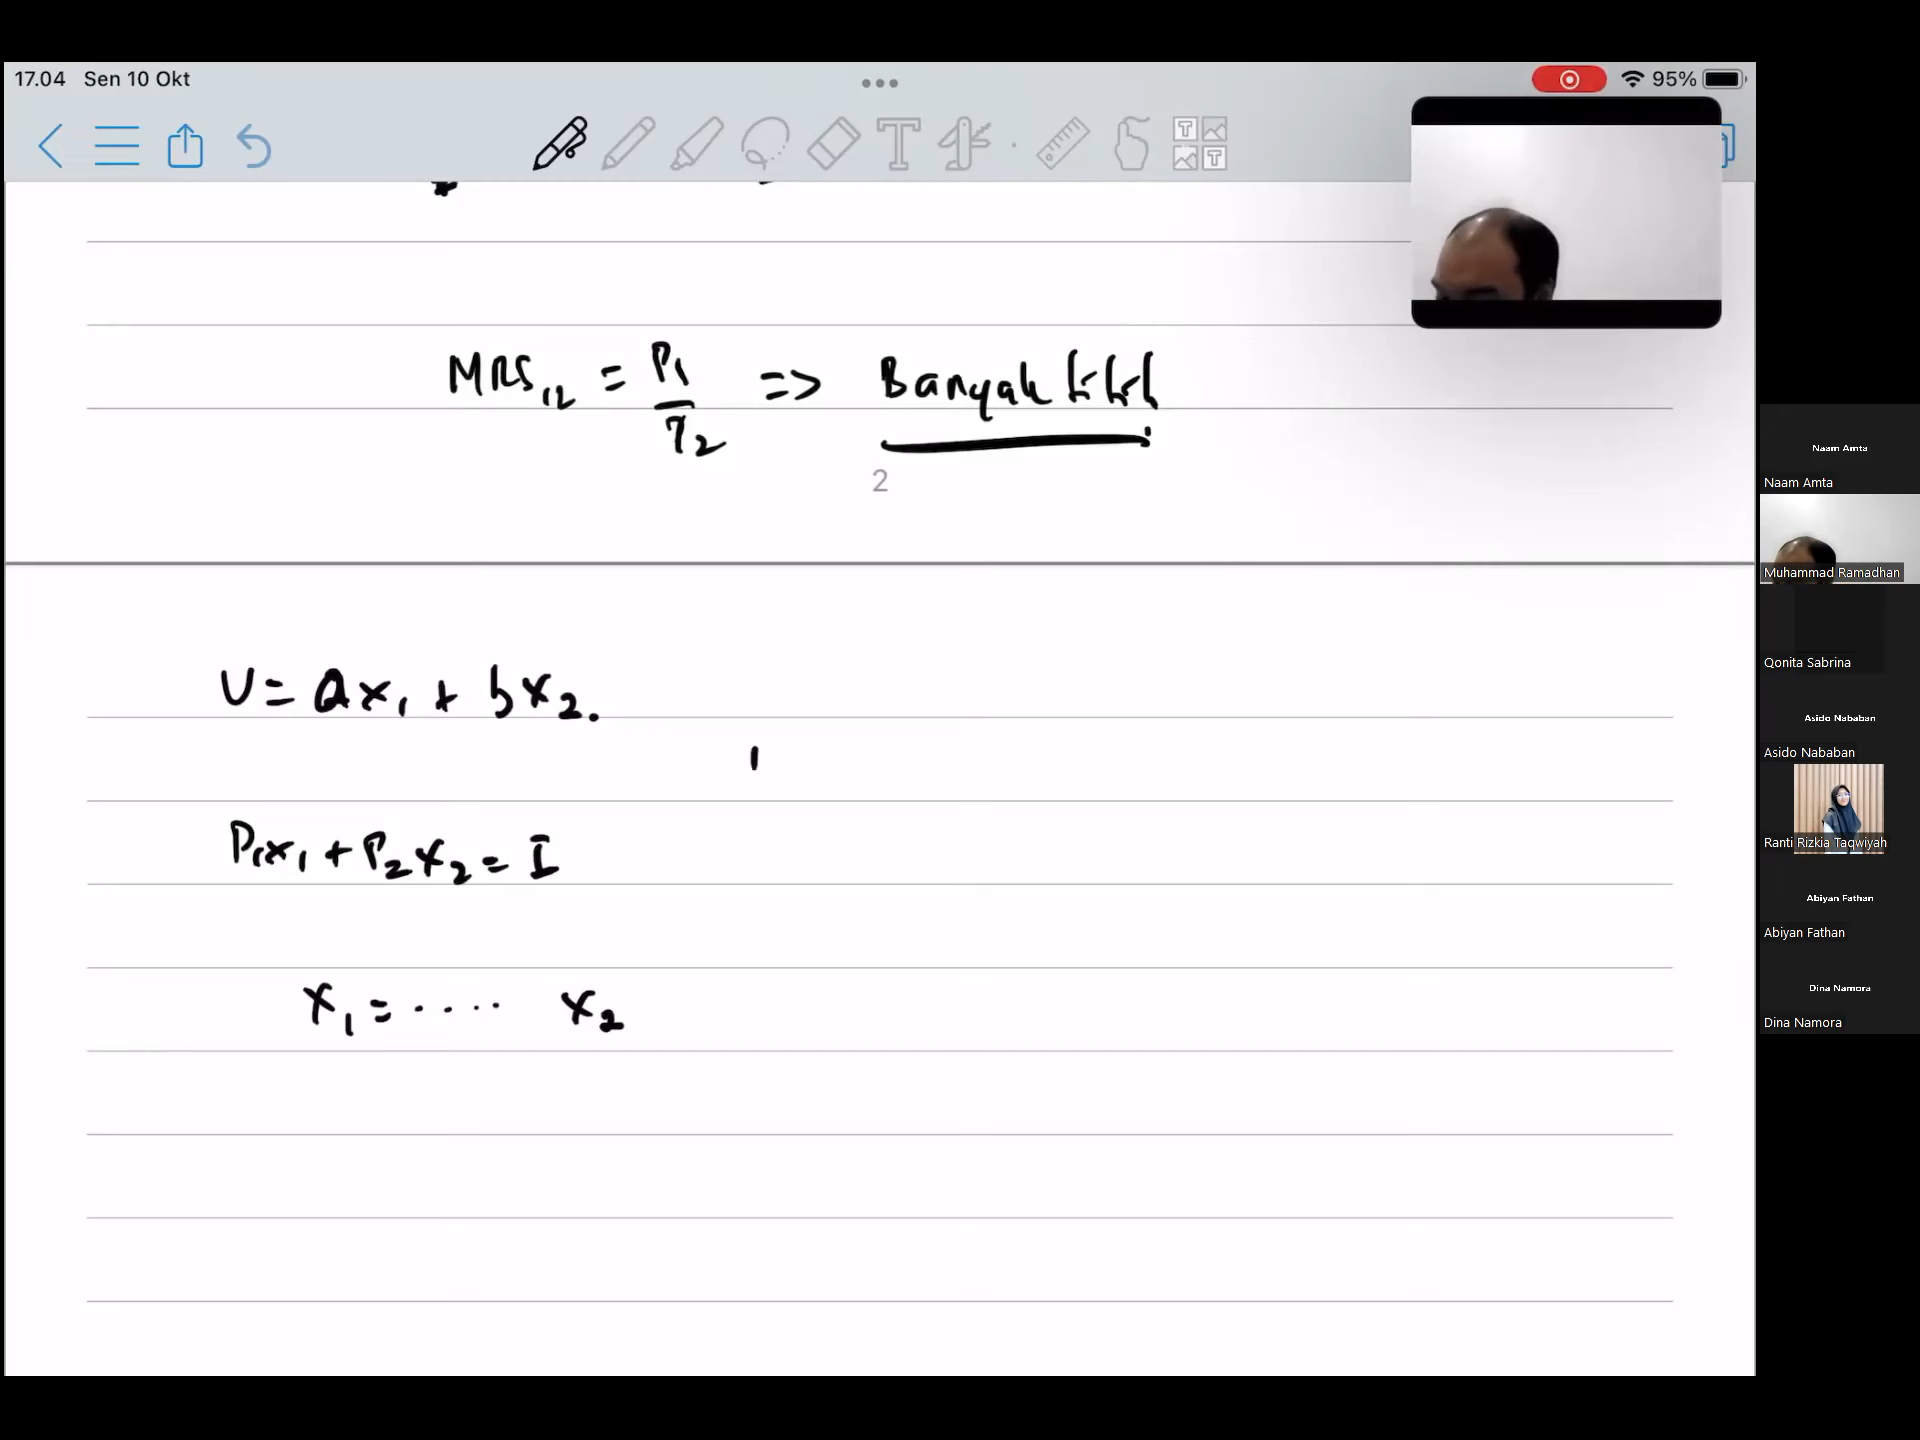 17.04 Sen 10 Okt
95%
MRS12 = P1/P2 => Banyak
2
U = ax1 + bx2.
P1x1 + P2x2 = I
x1 = ..... x2
Naam Amta
Naam Amta
Muhammad Ramadhan
Qonita Sabrina
Asido Nababan
Asido Nababan
Ranti Rizkia Taqwiyah
Abiyan Fathan
Abiyan Fathan
Dina Namora
Dina Namora